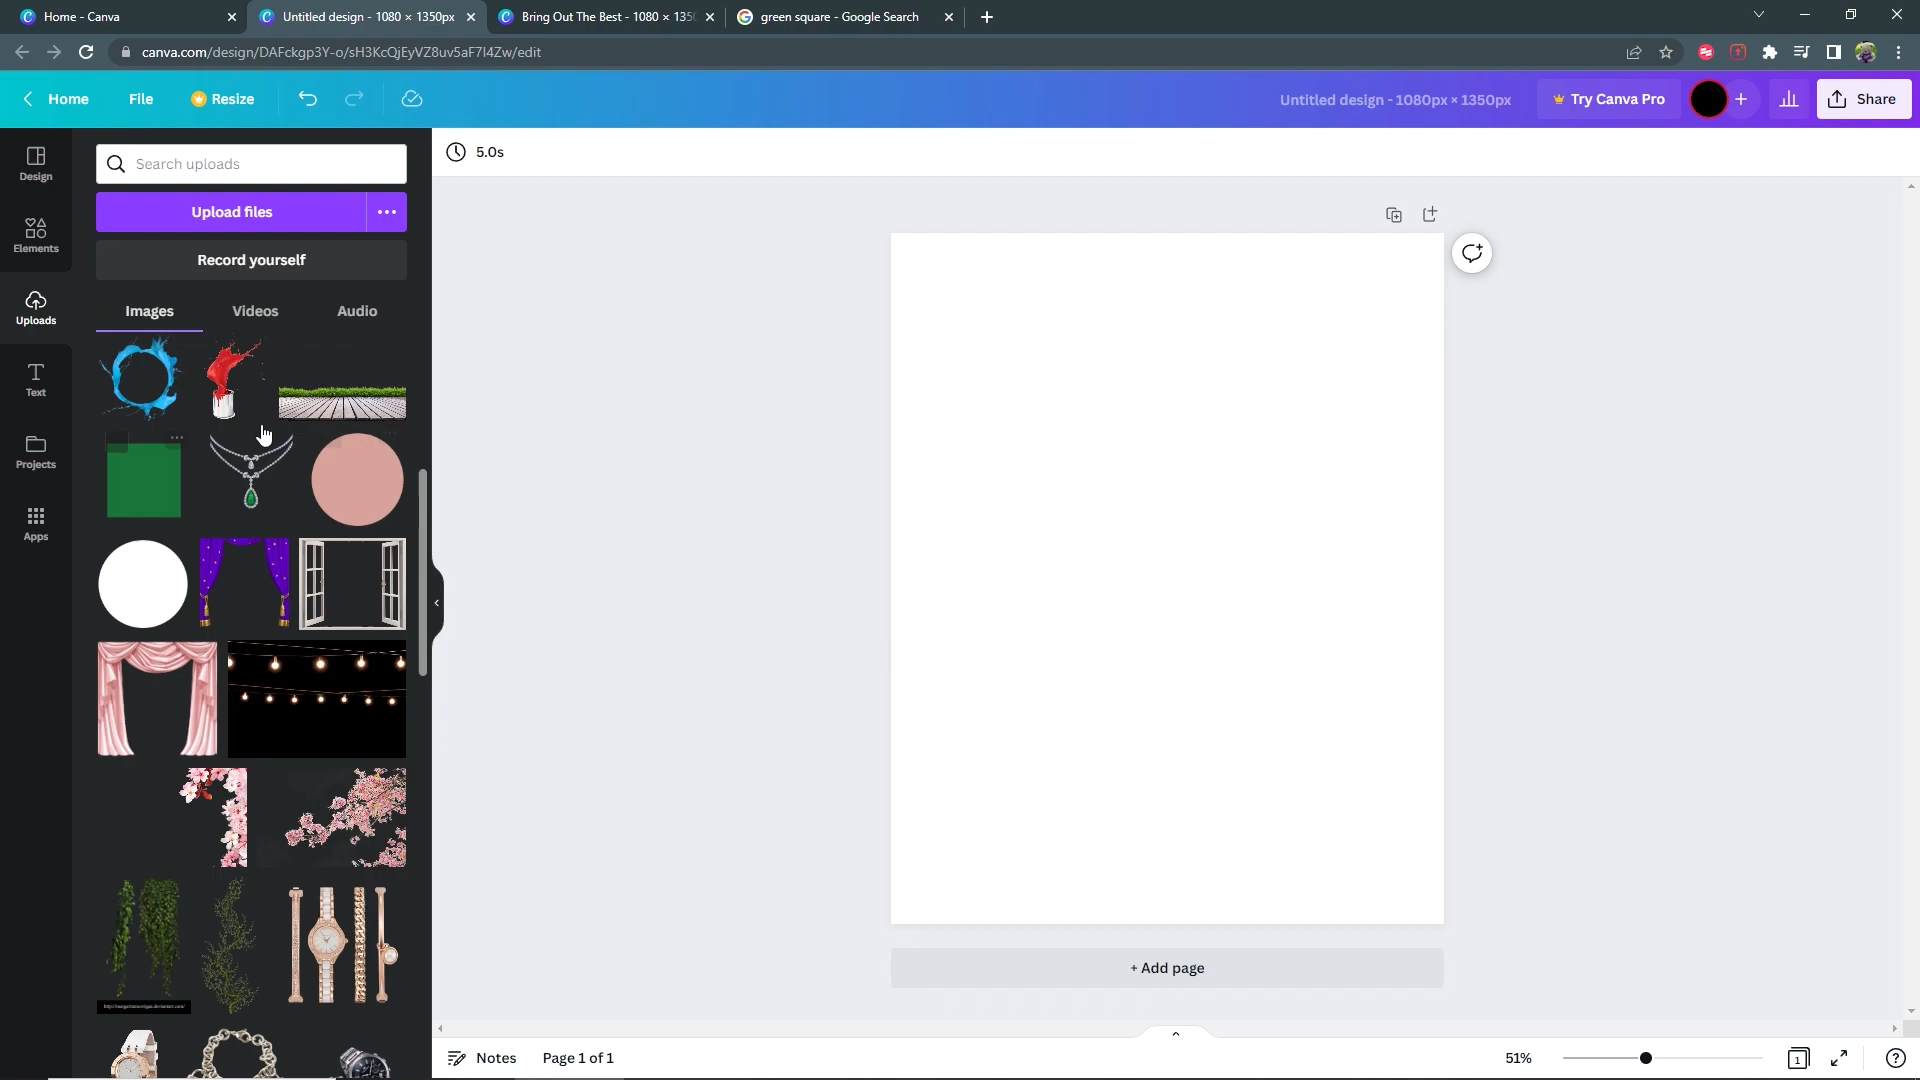 Home - Canva
Untitled design - 1080 × 1350px
Bring Out The Best - 1080 × 135
green square - Google Search
canva.com/design/DAFckgp3Y-o/sH3KcQjEyVZ8uv5aF7I4Zw/edit
Home
File
Resize
Untitled design - 1080px × 1350px
Try Canva Pro
Share
Design
Elements
Uploads
Text
Projects
Apps
Search uploads
Upload files
Record yourself
Images
Videos
Audio
5.0s
+ Add page
Notes
Page 1 of 1
51%
1